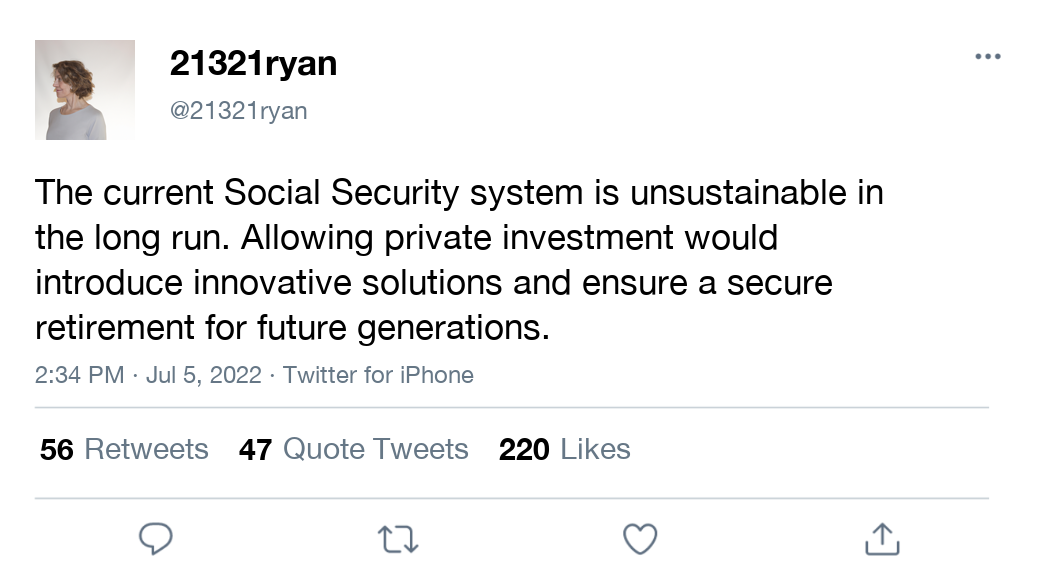 21321ryan
@21321ryan
The current Social Security system is unsustainable in
the long run. Allowing private investment would
introduce innovative solutions and ensure a secure
retirement for future generations.
2:34 PM · Jul 5, 2022 · Twitter for iPhone
56 Retweets 47 Quote Tweets 220 Likes